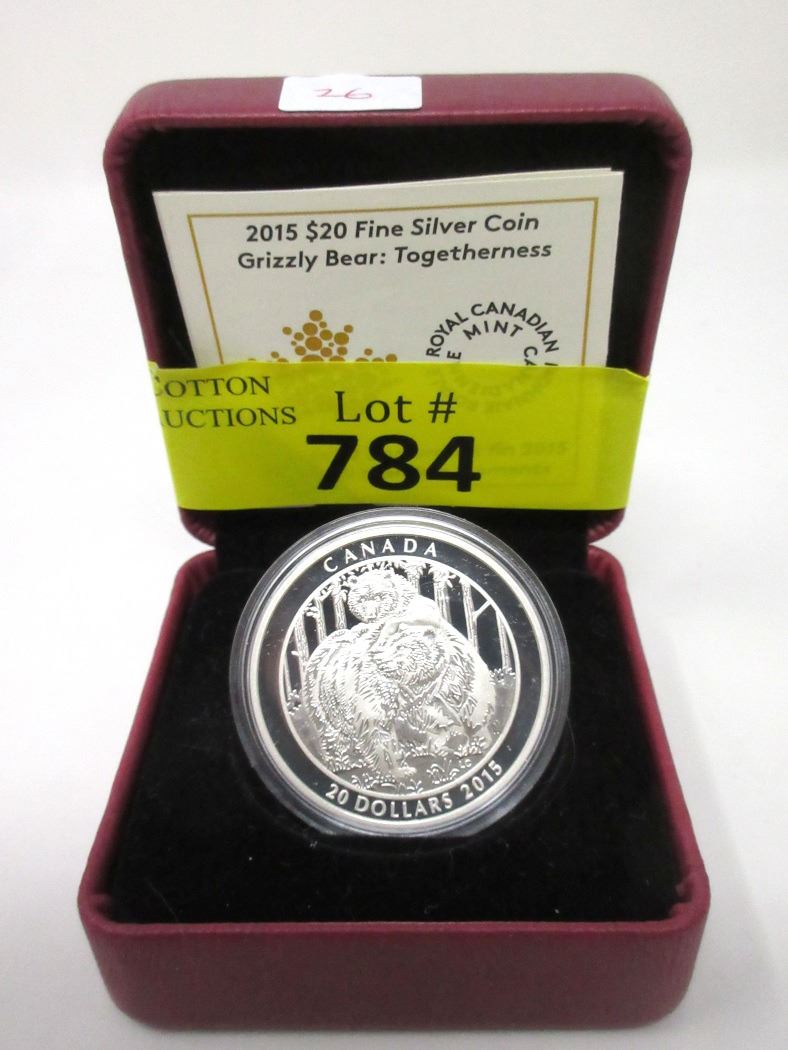 26
2015 $20 Fine Silver Coin
Grizzly Bear: Togetherness
ROYAL CANADIAN
MINT
COTTON
AUCTIONS
Lot #
784
CANADA
20 DOLLARS 2015